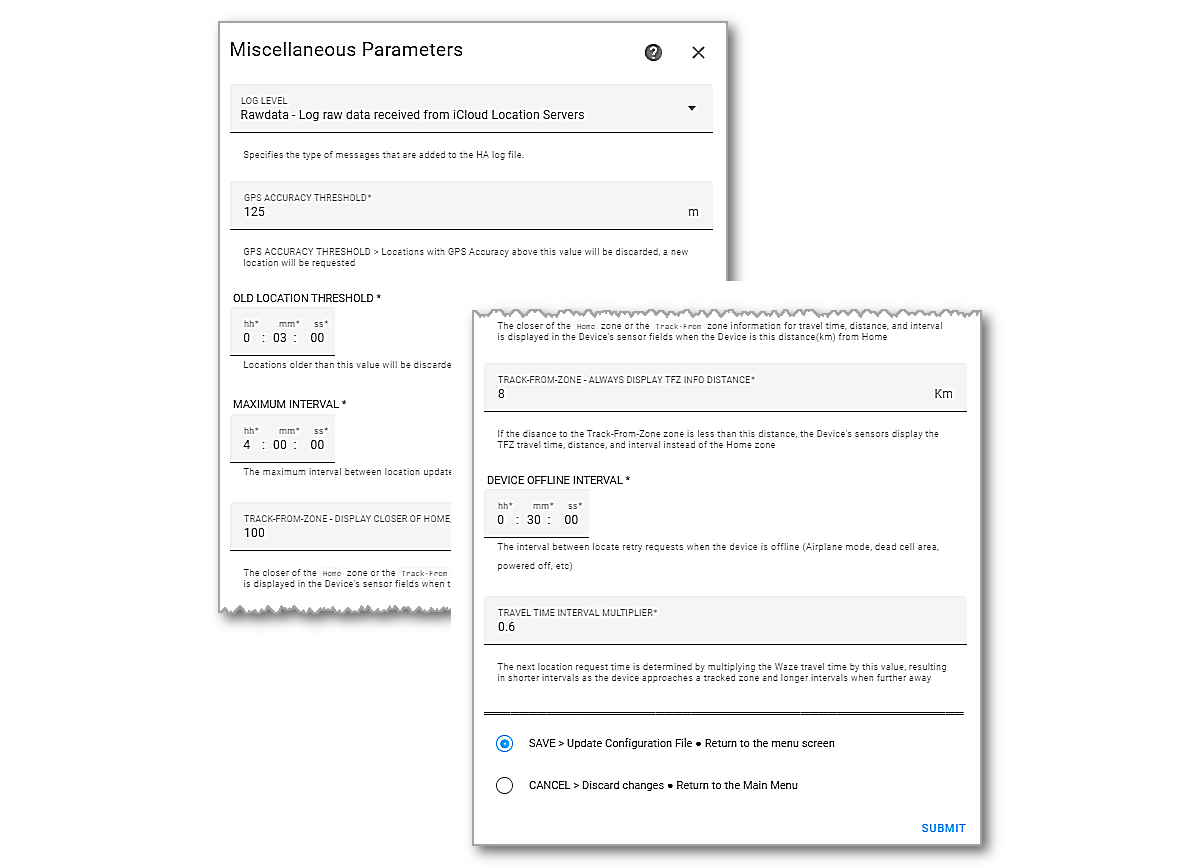 Miscellaneous Parameters
LOG LEVEL
Rawdata - Log raw data received from iCloud Location Servers
Specifies the type of messages that are added to the HA log file.
GPS ACCURACY THRESHOLD*
125 m
GPS ACCURACY THRESHOLD > Locations with GPS Accuracy above this value will be discarded, a new
location will be requested
OLD LOCATION THRESHOLD *
hh* mm* ss*
0 : 03 : 00
Locations older than this value will be discarde
MAXIMUM INTERVAL *
hh* mm* ss*
4 : 00 : 00
The maximum interval between location update
TRACK-FROM-ZONE - DISPLAY CLOSER OF HOME,
100
The closer of the Home zone or the Track-From
is displayed in the Device's sensor fields when t
The closer of the Home zone or the Track-From zone information for travel time, distance, and interval
is displayed in the Device's sensor fields when the Device is this distance(km) from Home
TRACK-FROM-ZONE - ALWAYS DISPLAY TFZ INFO DISTANCE*
8 Km
If the disance to the Track-From-Zone zone is less than this distance, the Device's sensors display the
TFZ travel time, distance, and interval instead of the Home zone
DEVICE OFFLINE INTERVAL *
hh* mm* ss*
0 : 30 : 00
The interval between locate retry requests when the device is offline (Airplane mode, dead cell area,
powered off, etc)
TRAVEL TIME INTERVAL MULTIPLIER*
0.6
The next location request time is determined by multiplying the Waze travel time by this value, resulting
in shorter intervals as the device approaches a tracked zone and longer intervals when further away
SAVE > Update Configuration File ● Return to the menu screen
CANCEL > Discard changes ● Return to the Main Menu
SUBMIT